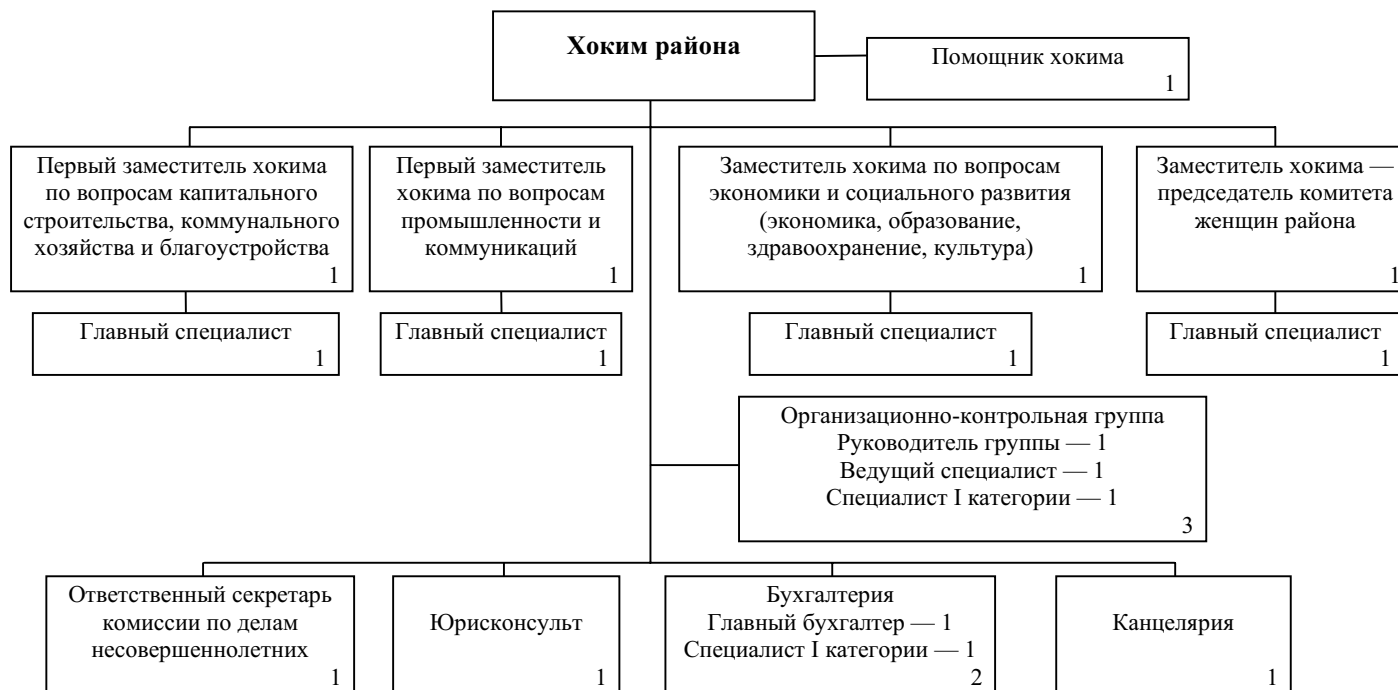 Хоким района
Помощник хокима
1
Первый заместитель хокима
по вопросам капитального
строительства, коммунального
хозяйства и благоустройства
1
Первый заместитель
хокима по вопросам
промышленности и
коммуникаций
1
Заместитель хокима по вопросам
экономики и социального развития
(экономика, образование,
здравоохранение, культура)
1
Заместитель хокима —
председатель комитета
женщин района
1
Главный специалист
1
Главный специалист
1
Главный специалист
1
Главный специалист
1
Организационно-контрольная группа
Руководитель группы — 1
Ведущий специалист — 1
Специалист I категории — 1
3
Ответственный секретарь
комиссии по делам
несовершеннолетних
1
Юрисконсульт
1
Бухгалтерия
Главный бухгалтер — 1
Специалист I категории — 1
2
Канцелярия
1